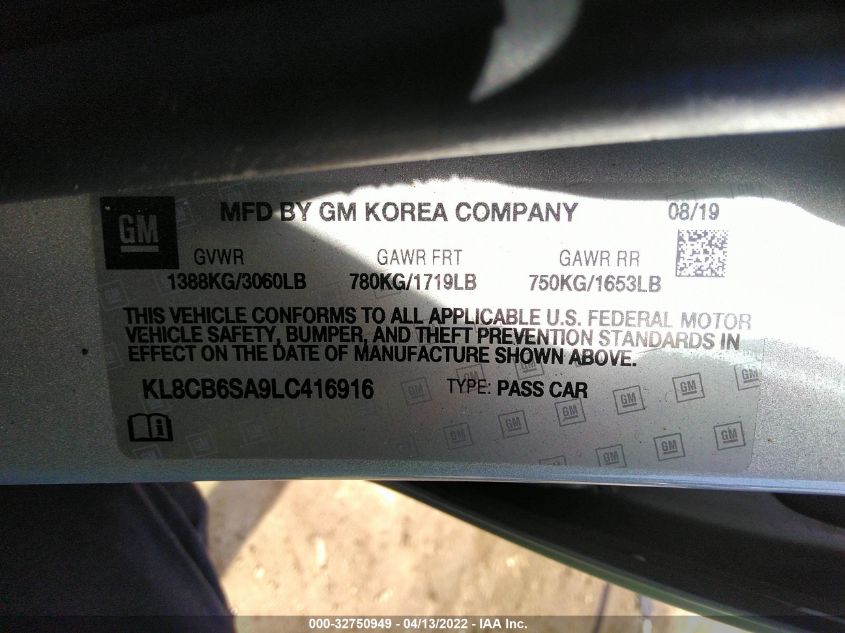 GM
MFD BY GM KOREA COMPANY 08/19
GVWR GAWR FRT GAWR RR
1388KG/3060LB 780KG/1719LB 750KG/1653LB
THIS VEHICLE CONFORMS TO ALL APPLICABLE U.S. FEDERAL MOTOR
VEHICLE SAFETY, BUMPER, AND THEFT PREVENTION STANDARDS IN
EFFECT ON THE DATE OF MANUFACTURE SHOWN ABOVE.
KL8CB6SA9LC416916 TYPE: PASS CAR
000-32750949 - 04/13/2022 - IAA Inc.